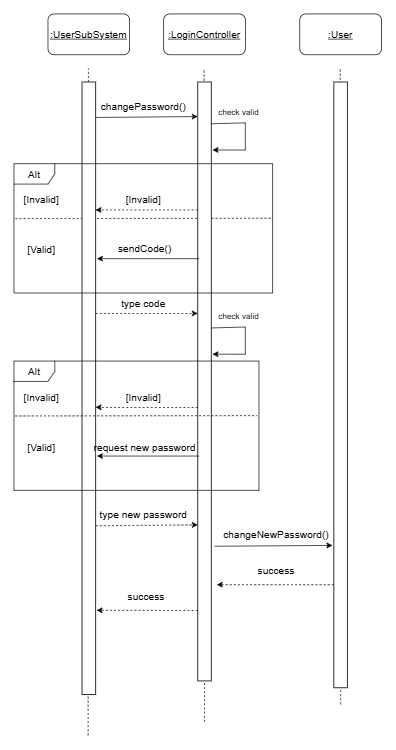 :UserSubSystem
:LoginController
:User
changePassword()
check valid
Alt
[Invalid]
[Invalid]
[Valid]
sendCode()
type code
check valid
Alt
[Invalid]
[Invalid]
[Valid]
request new password
type new password
changeNewPassword()
success
success